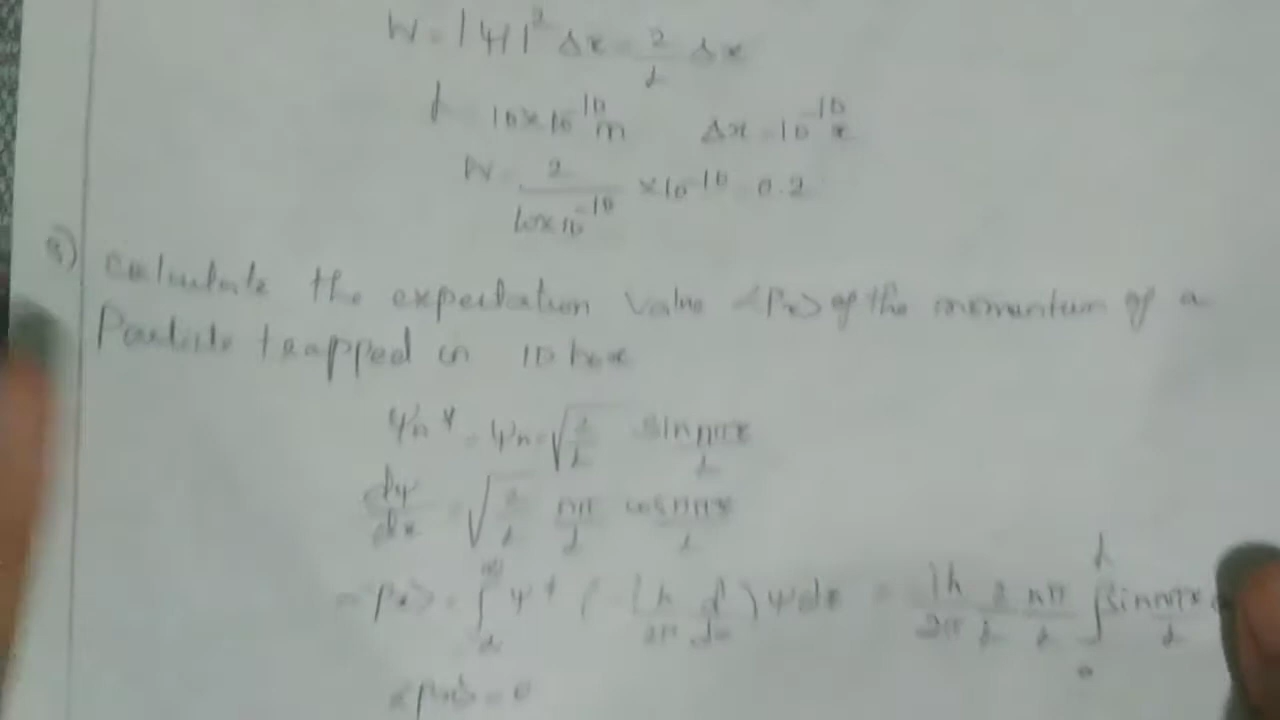 W = |ψ|² Δx = 2/L Δx
L = 10×10⁻¹⁰ m Δx = 10⁻¹⁰
W = 2/10×10⁻¹⁰ ×10⁻¹⁰ = 0.2
calculate the expectation value <Px> of the momentum of a
Particle trapped in 1D box
ψn* = ψn = √2/L sin nπx/L
dψ/dx = √2/L nπ/L cos nπx/L
<Px> = ∫ ψ* ( -ih/2π d/dx ) ψ dx = ih/2π 2/L nπ/L ∫₀ᴸ sin nπx/L
<Px> = 0